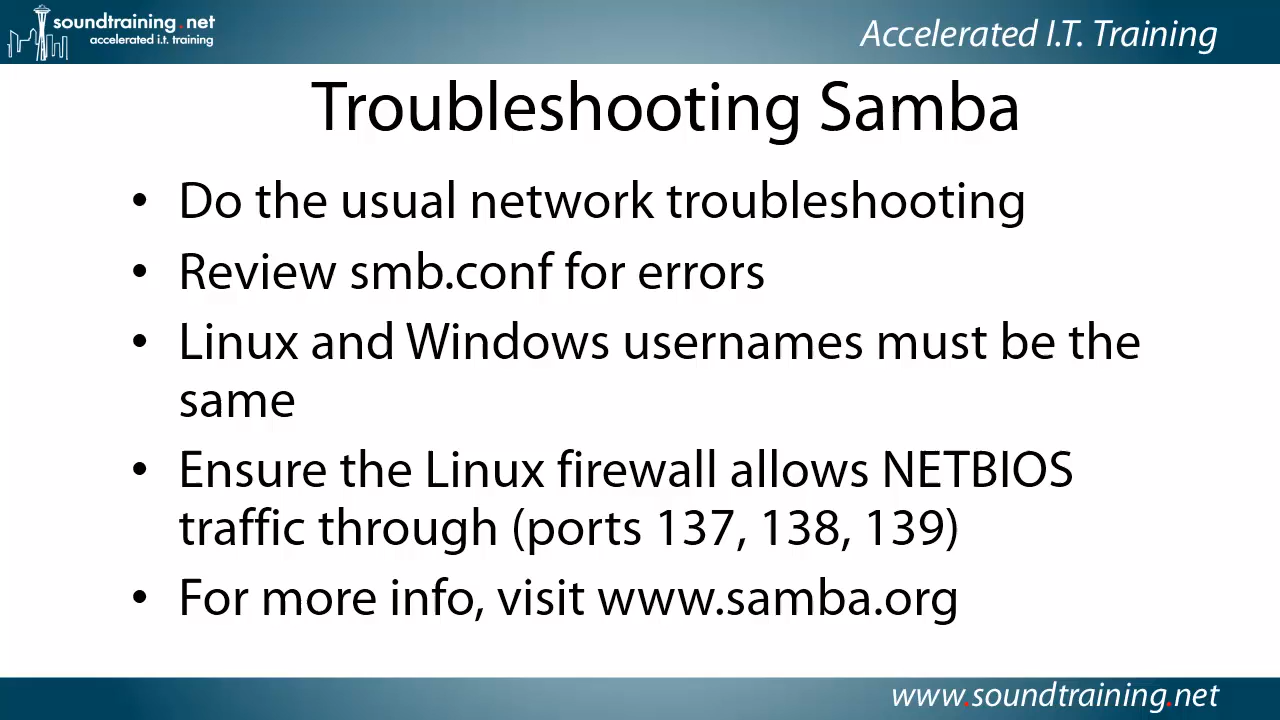 soundtraining.net
accelerated i.t. training
Accelerated I.T. Training
Troubleshooting Samba
• Do the usual network troubleshooting
• Review smb.conf for errors
• Linux and Windows usernames must be the
same
• Ensure the Linux firewall allows NETBIOS
traffic through (ports 137, 138, 139)
• For more info, visit www.samba.org
www.soundtraining.net